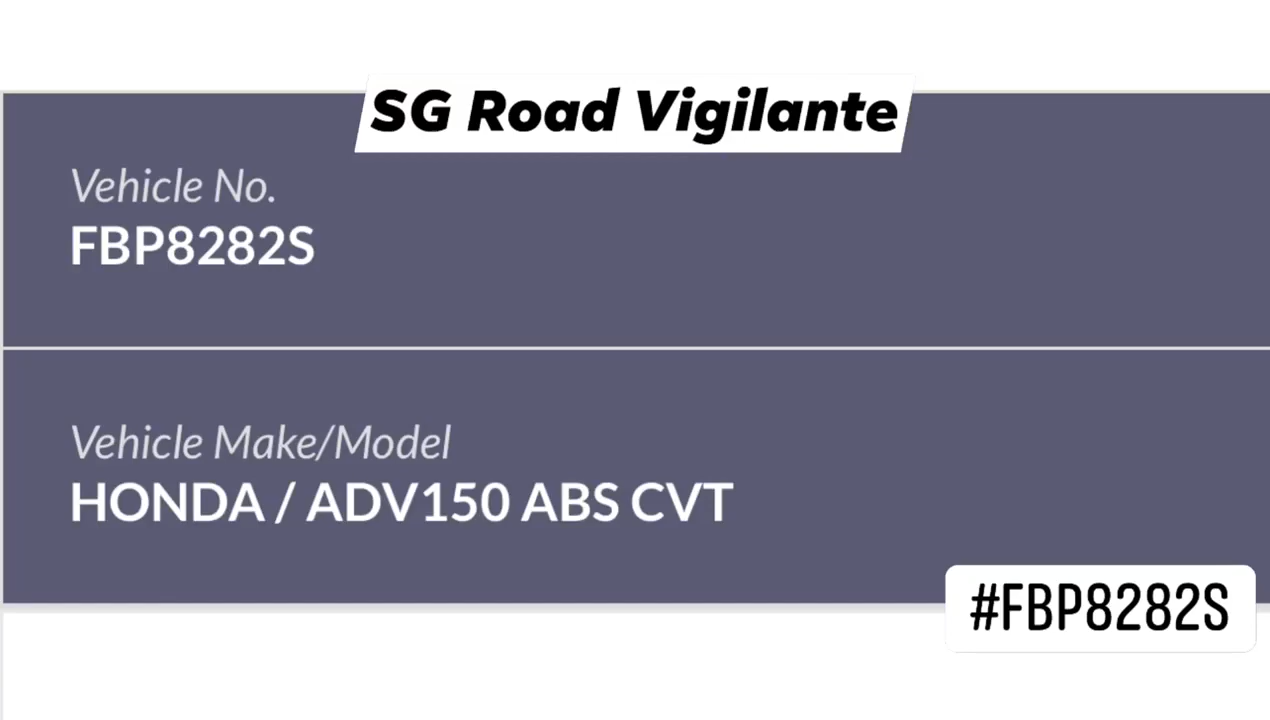 SG Road Vigilante
Vehicle No.
FBP8282S
Vehicle Make/Model
HONDA / ADV150 ABS CVT
#FBP8282S